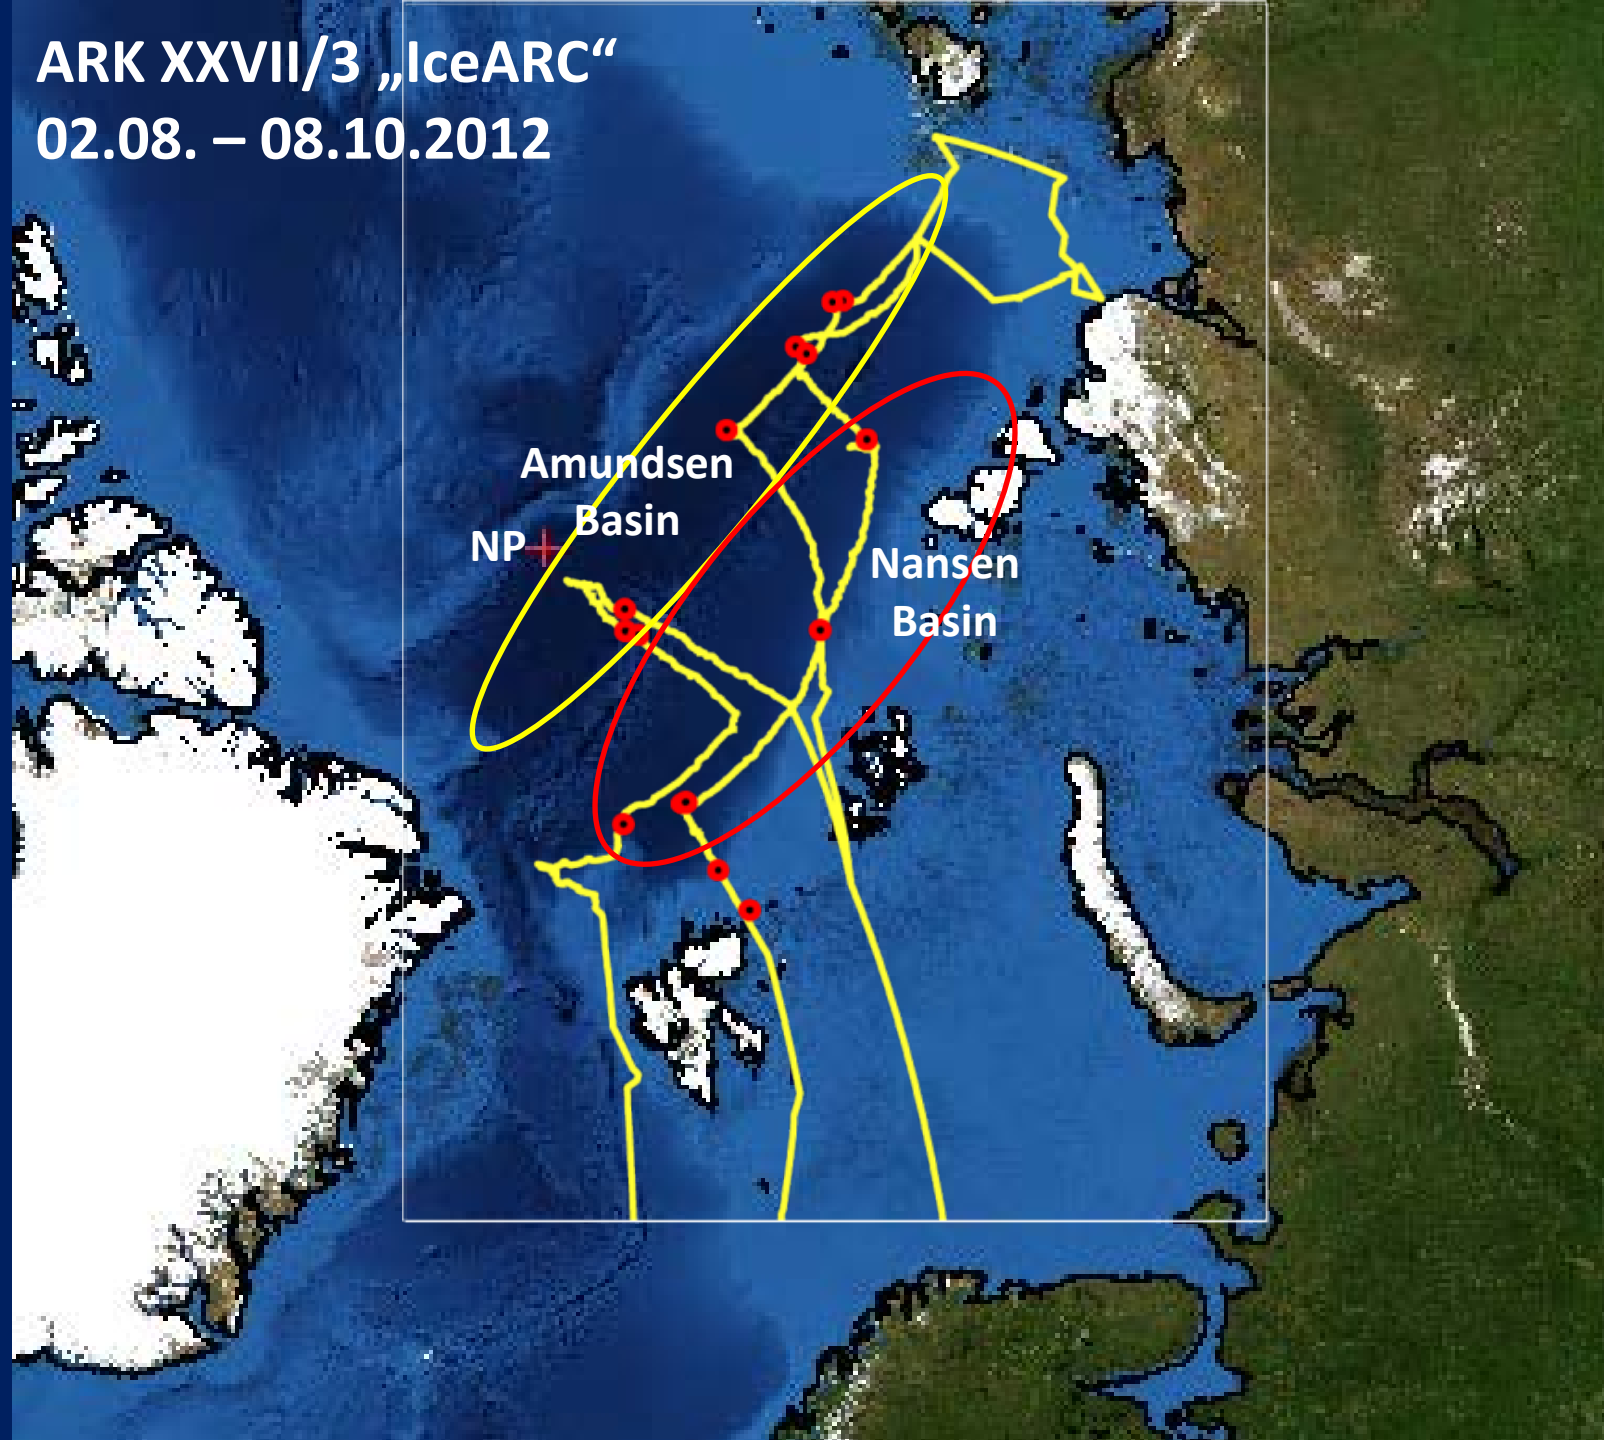 ARK XXVII/3 „IceARC“
02.08. – 08.10.2012
Amundsen
Basin
NP
Nansen
Basin